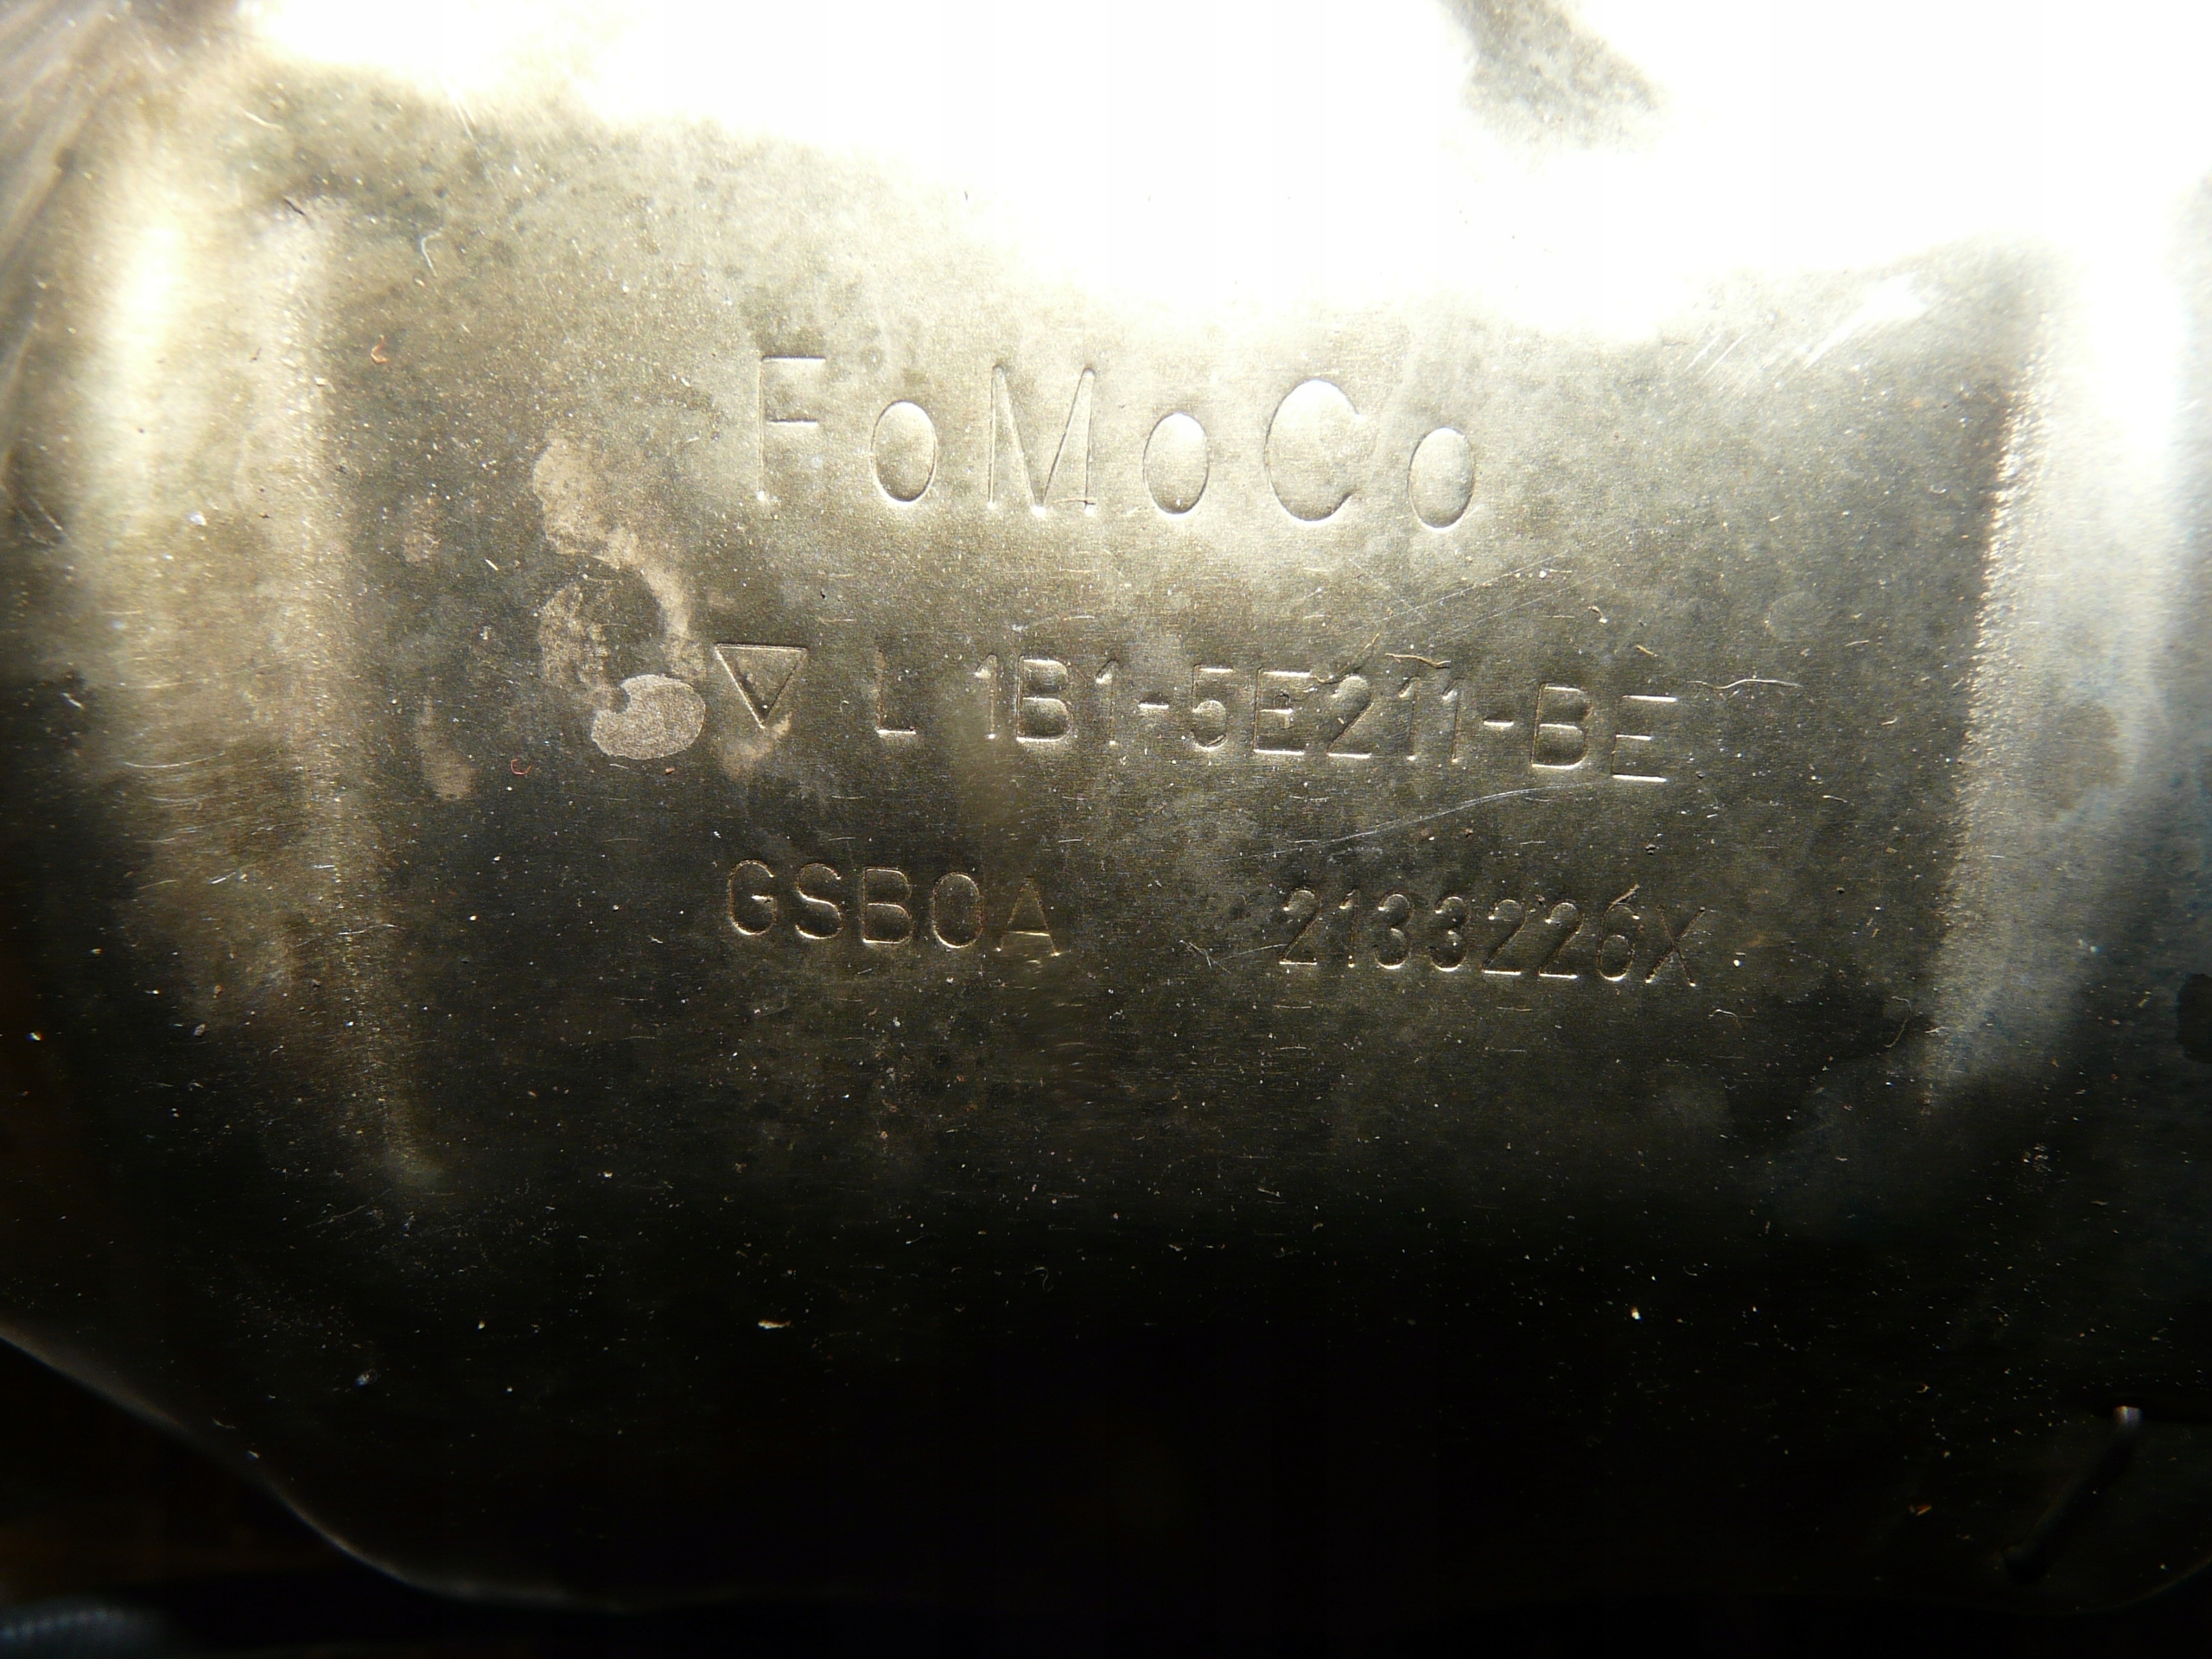 FoMoCo
▽ L 1B1-5E211-BE
GSB0A 2133226X